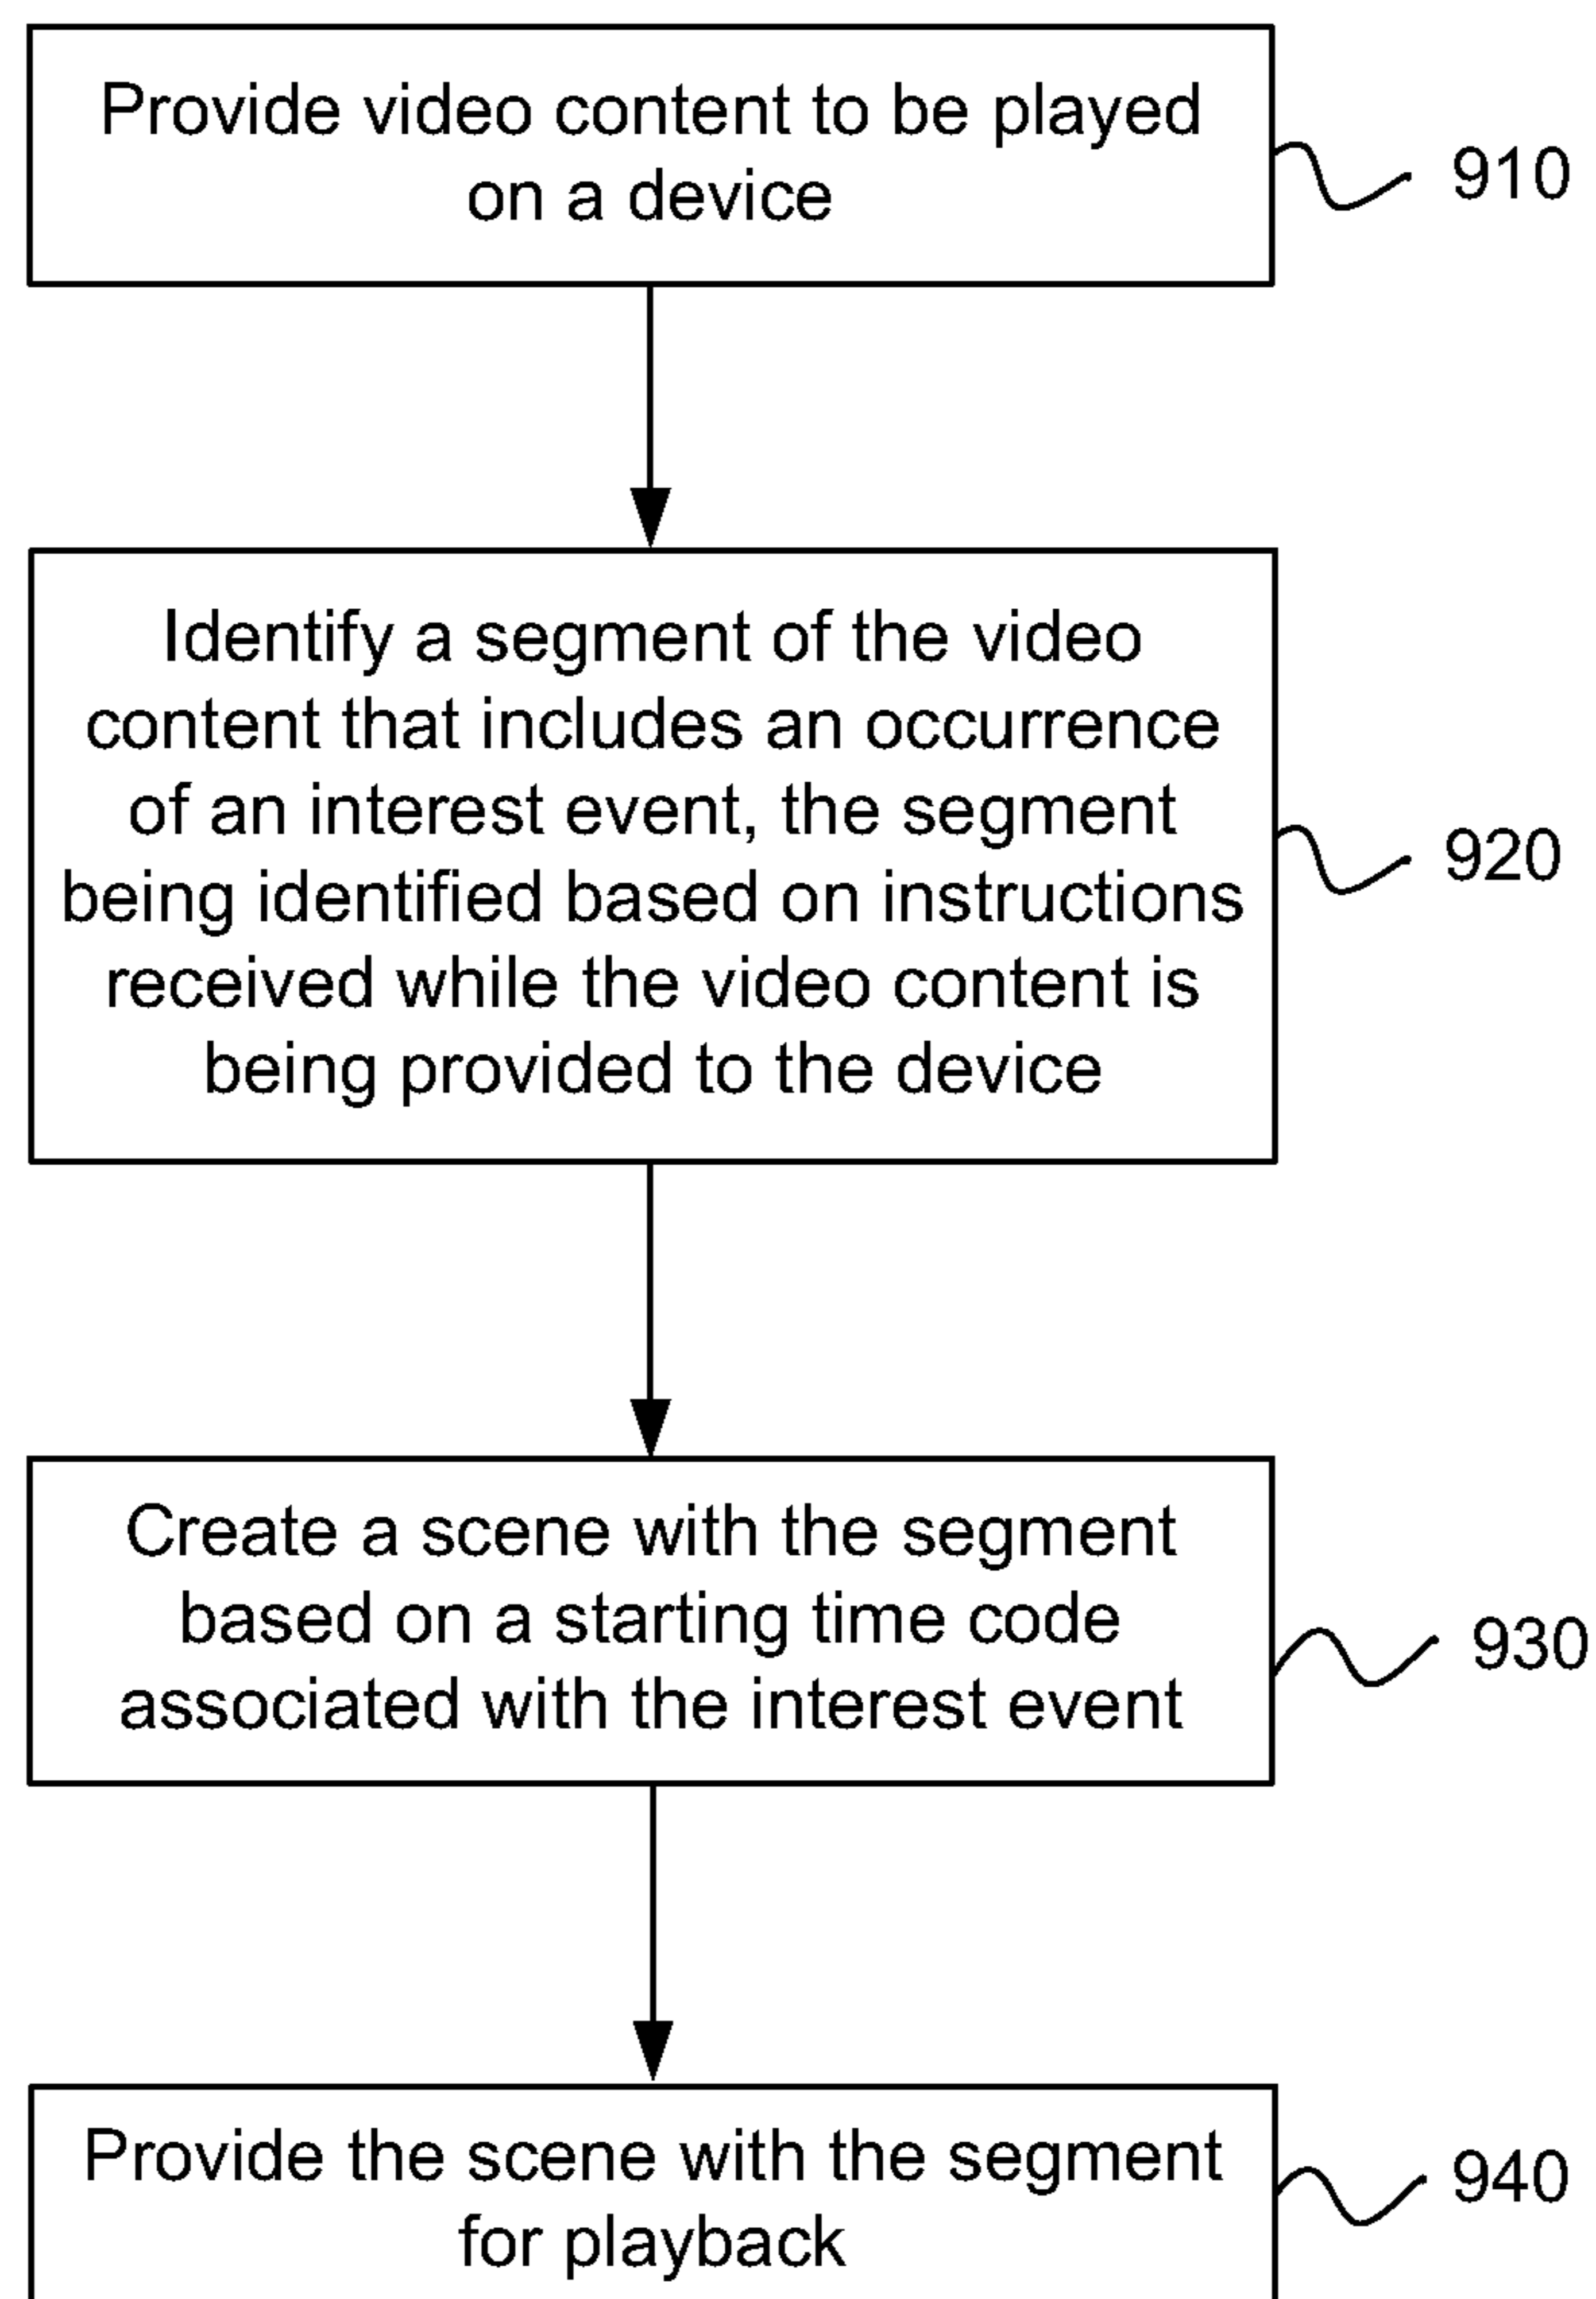 Provide video content to be played
on a device
910
Identify a segment of the video
content that includes an occurrence
of an interest event, the segment
being identified based on instructions
received while the video content is
being provided to the device
920
Create a scene with the segment
based on a starting time code
associated with the interest event
930
Provide the scene with the segment
for playback
940